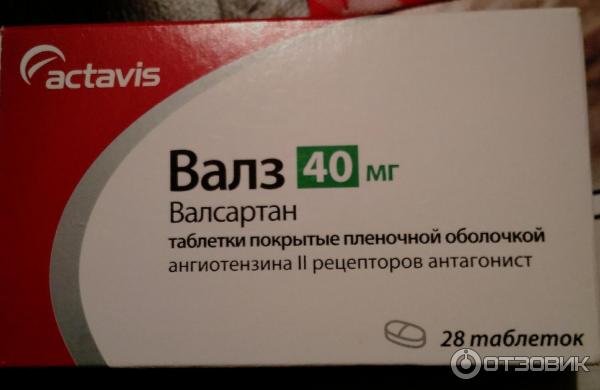 actavis
Валз 40 мг
Валсартан
таблетки покрытые пленочной оболочкой
ангиотензина II рецепторов антагонист
28 таблеток
ОТЗОВИК